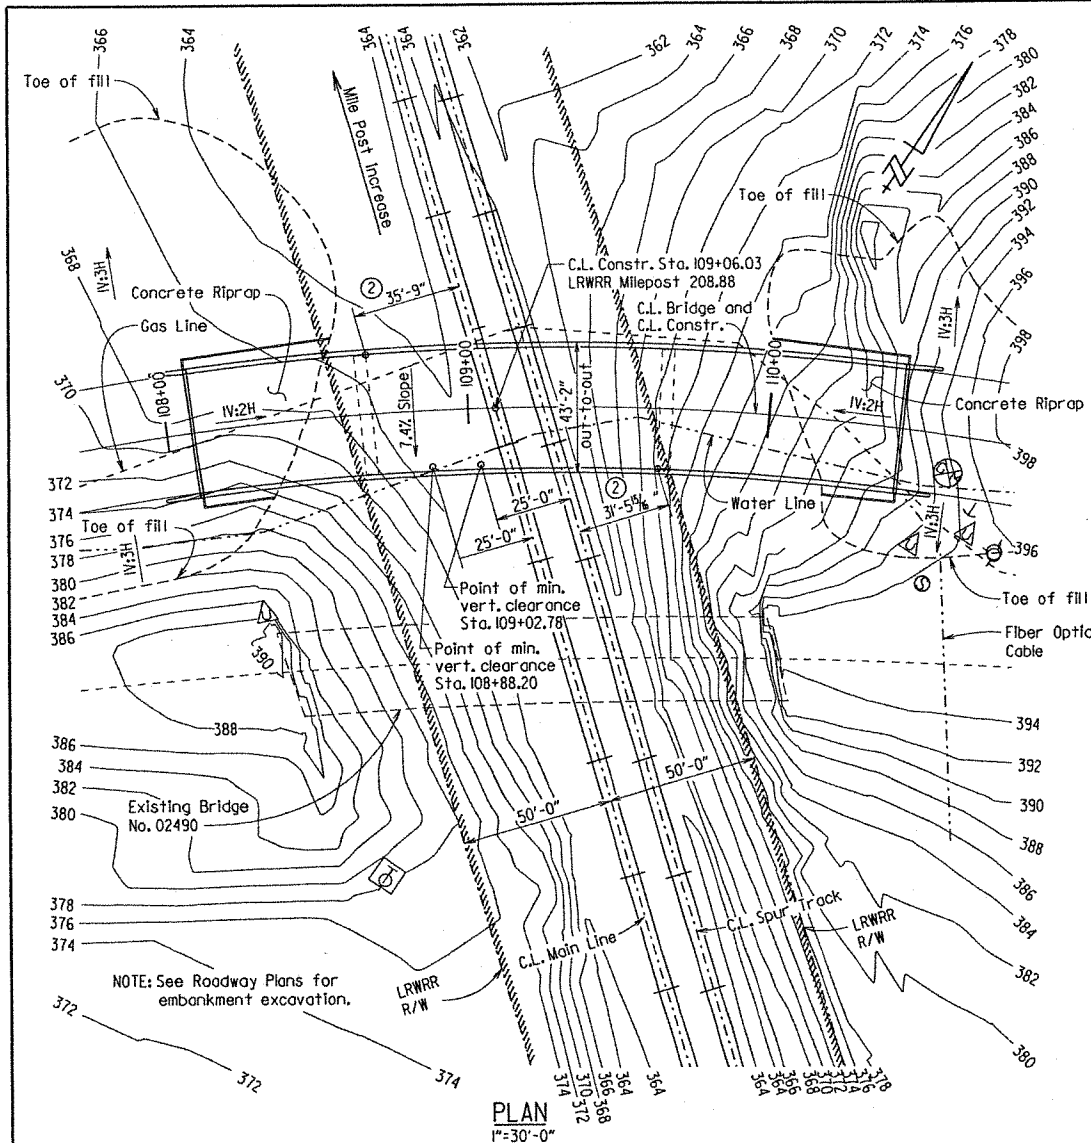 366
364
364
364
362
362
364
366
368
370
372
374
376
378
380
382
384
386
388
390
392
394
396
398
Toe of fill
Mile Post Increase
Toe of fill
368
1V:3H
Concrete Riprap
Gas Line
② 35'-9"
C.L. Constr. Sta. 109+06.03
LRWRR Milepost 208.88
C.L. Bridge and
C.L. Constr.
1V:3H
370
108+00
109+00
110+00
1V:2H
7.4% Slope
43'-2"
out-to-out
1V:2H
Concrete Riprap
398
372
374
Toe of fill
376
378
380
382
384
386
1V:3H
25'-0"
25'-0"
②
31'-5 15/16"
Water Line
1V:3H
396
Point of min.
vert. clearance
Sta. 109+02.78
Point of min.
vert. clearance
Sta. 108+88.20
Toe of fill
Fiber Optic
Cable
390
388
386
384
382
380
Existing Bridge
No. 02490
50'-0"
50'-0"
394
392
390
388
386
384
382
380
378
376
374
372
C.L. Main Line
C.L. Spur Track
LRWRR
R/W
LRWRR
R/W
NOTE: See Roadway Plans for
embankment excavation.
372
374
374
372
370
368
366
364
364
364
366
368
370
372
374
376
378
PLAN
1"=30'-0"